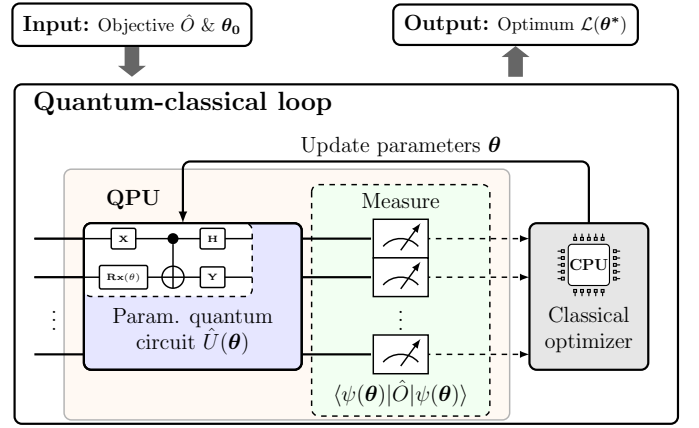 Input: Objective Ô & θ₀
Output: Optimum ℒ(θ*)
Quantum-classical loop
Update parameters θ
QPU
Measure
X
H
Rx(θ)
Y
CPU
Param. quantum
circuit Û(θ)
Classical
optimizer
⋮
⋮
⟨ψ(θ)|Ô|ψ(θ)⟩